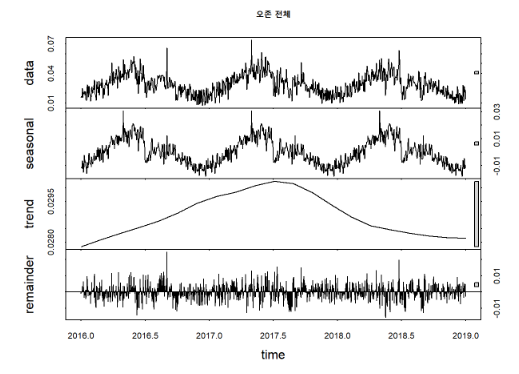 오존 전체
data
0.01 0.04 0.07
seasonal
-0.01 0.01 0.03
trend
0.0280 0.0295
remainder
-0.01 0.01
2016.0 2016.5 2017.0 2017.5 2018.0 2018.5 2019.0
time